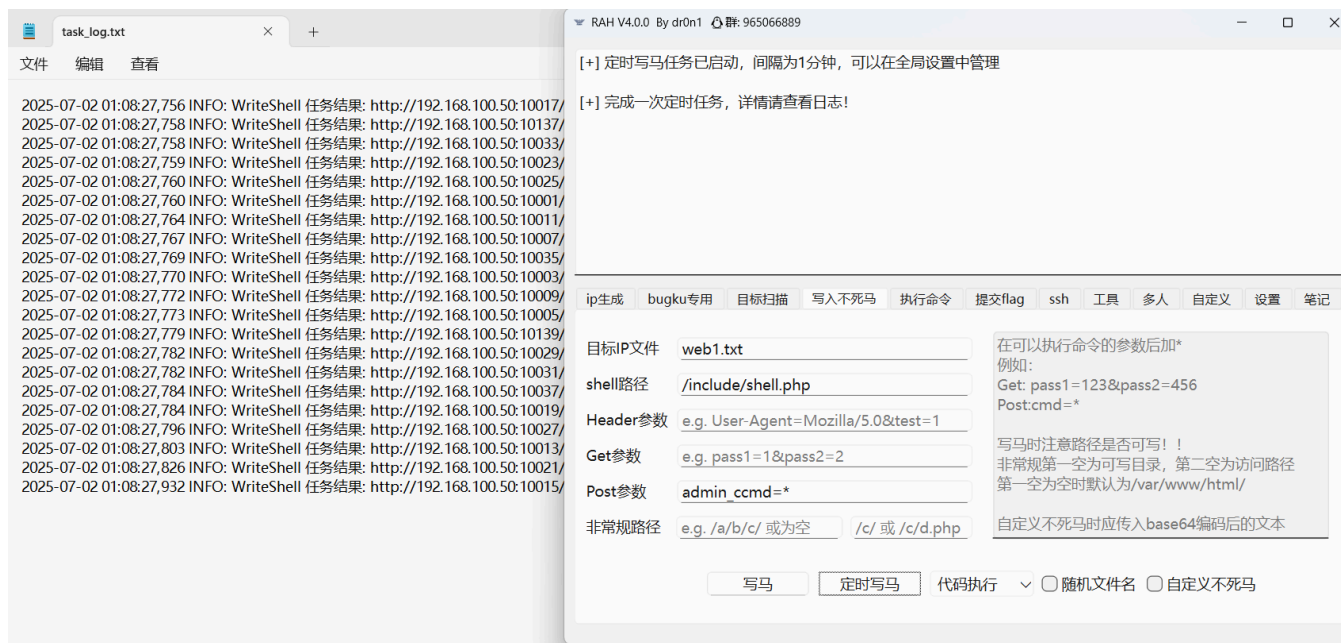 task_log.txt
文件 编辑 查看
2025-07-02 01:08:27,756 INFO: WriteShell 任务结果: http://192.168.100.50:10017/
2025-07-02 01:08:27,758 INFO: WriteShell 任务结果: http://192.168.100.50:10137/
2025-07-02 01:08:27,758 INFO: WriteShell 任务结果: http://192.168.100.50:10033/
2025-07-02 01:08:27,759 INFO: WriteShell 任务结果: http://192.168.100.50:10023/
2025-07-02 01:08:27,760 INFO: WriteShell 任务结果: http://192.168.100.50:10025/
2025-07-02 01:08:27,760 INFO: WriteShell 任务结果: http://192.168.100.50:10001/
2025-07-02 01:08:27,764 INFO: WriteShell 任务结果: http://192.168.100.50:10011/
2025-07-02 01:08:27,767 INFO: WriteShell 任务结果: http://192.168.100.50:10007/
2025-07-02 01:08:27,769 INFO: WriteShell 任务结果: http://192.168.100.50:10035/
2025-07-02 01:08:27,770 INFO: WriteShell 任务结果: http://192.168.100.50:10003/
2025-07-02 01:08:27,772 INFO: WriteShell 任务结果: http://192.168.100.50:10009/
2025-07-02 01:08:27,773 INFO: WriteShell 任务结果: http://192.168.100.50:10005/
2025-07-02 01:08:27,779 INFO: WriteShell 任务结果: http://192.168.100.50:10139/
2025-07-02 01:08:27,782 INFO: WriteShell 任务结果: http://192.168.100.50:10029/
2025-07-02 01:08:27,782 INFO: WriteShell 任务结果: http://192.168.100.50:10031/
2025-07-02 01:08:27,784 INFO: WriteShell 任务结果: http://192.168.100.50:10037/
2025-07-02 01:08:27,784 INFO: WriteShell 任务结果: http://192.168.100.50:10019/
2025-07-02 01:08:27,796 INFO: WriteShell 任务结果: http://192.168.100.50:10027/
2025-07-02 01:08:27,803 INFO: WriteShell 任务结果: http://192.168.100.50:10013/
2025-07-02 01:08:27,826 INFO: WriteShell 任务结果: http://192.168.100.50:10021/
2025-07-02 01:08:27,932 INFO: WriteShell 任务结果: http://192.168.100.50:10015/
RAH V4.0.0 By dr0n1 群: 965066889
[+] 定时写马任务已启动，间隔为1分钟，可以在全局设置中管理
[+] 完成一次定时任务，详情请查看日志！
ip生成 bugku专用 目标扫描 写入不死马 执行命令 提交flag ssh 工具 多人 自定义 设置 笔记
目标IP文件 web1.txt
shell路径 /include/shell.php
Header参数 e.g. User-Agent=Mozilla/5.0&test=1
Get参数 e.g. pass1=1&pass2=2
Post参数 admin_ccmd=*
非常规路径 e.g. /a/b/c/ 或为空 /c/ 或 /c/d.php
在可以执行命令的参数后加*
例如：
Get: pass1=123&pass2=456
Post:cmd=*
写马时注意路径是否可写！！
非常规第一空为可写目录，第二空为访问路径
第一空为空时默认为/var/www/html/
自定义不死马时应传入base64编码后的文本
写马 定时写马 代码执行 随机文件名 自定义不死马